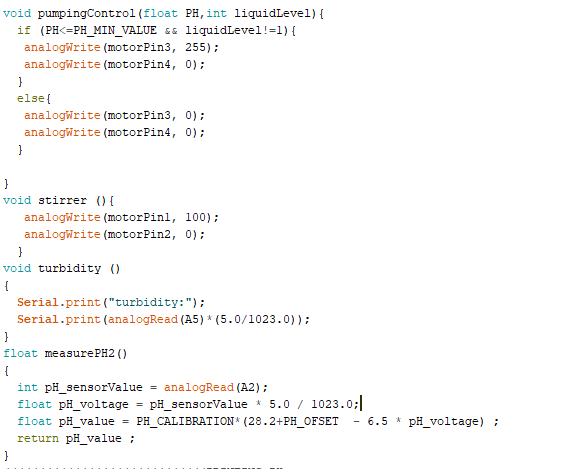 void pumpingControl(float PH,int liquidLevel){
if (PH<=PH_MIN_VALUE && liquidLevel!=1){
analogWrite(motorPin3, 255);
analogWrite(motorPin4, 0);
}
else{
analogWrite(motorPin3, 0);
analogWrite(motorPin4, 0);
}
}
void stirrer (){
analogWrite(motorPin1, 100);
analogWrite(motorPin2, 0);
}
void turbidity ()
{
Serial.print("turbidity:");
Serial.print(analogRead(A5)*(5.0/1023.0));
}
float measurePH2()
{
int pH_sensorValue = analogRead(A2);
float pH_voltage = pH_sensorValue * 5.0 / 1023.0;
float pH_value = PH_CALIBRATION*(28.2+PH_OFSET  - 6.5 * pH_voltage) ;
return pH_value ;
}